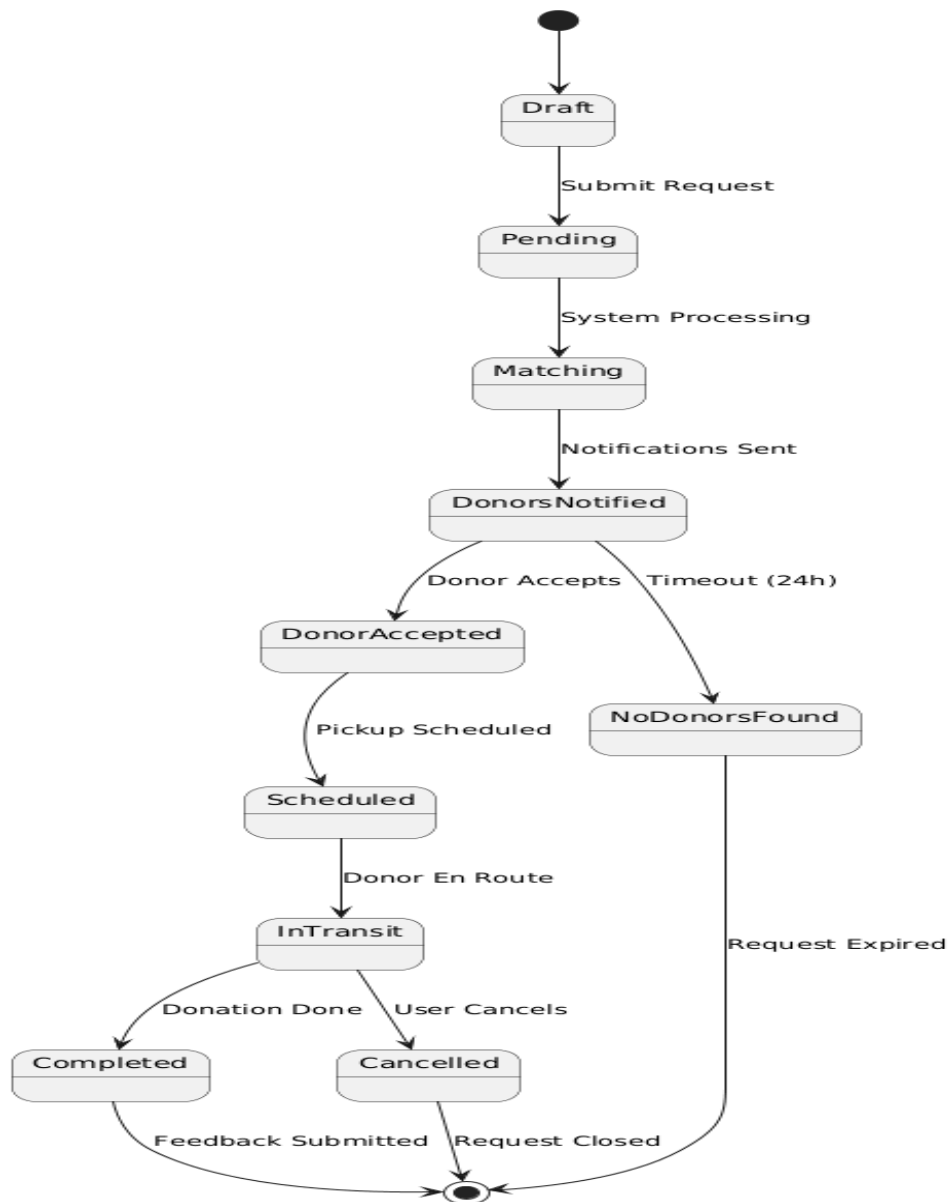 Draft
Submit Request
Pending
System Processing
Matching
Notifications Sent
DonorsNotified
Donor Accepts
Timeout (24h)
DonorAccepted
NoDonorsFound
Pickup Scheduled
Scheduled
Donor En Route
InTransit
Request Expired
Donation Done
User Cancels
Completed
Cancelled
Feedback Submitted
Request Closed